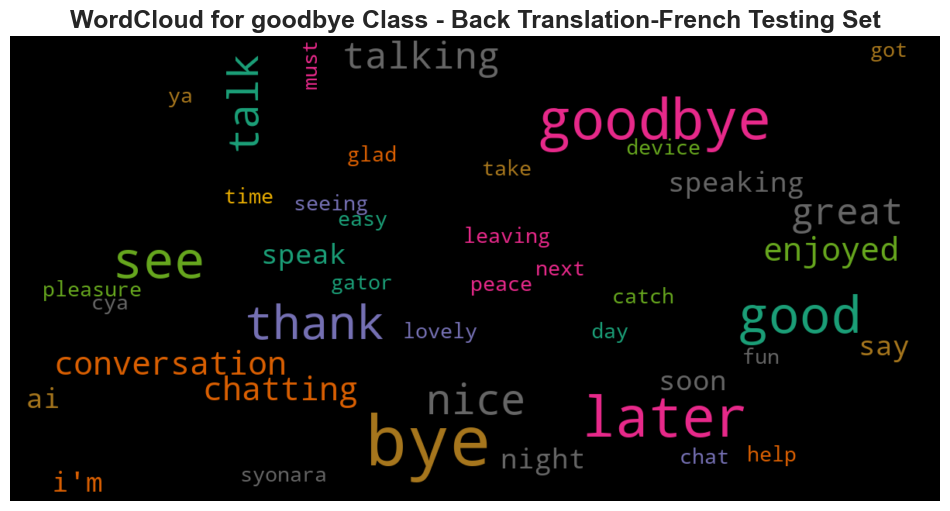 WordCloud for goodbye Class - Back Translation-French Testing Set
must
talking
got
talk
ya
goodbye
device
glad
take
speaking
time
seeing
easy
great
leaving
enjoyed
see
speak
next
gator
peace
pleasure
cya
catch
thank
lovely
day
good
say
fun
conversation
chatting
soon
ai
nice
later
bye
night
chat
help
i'm
syonara